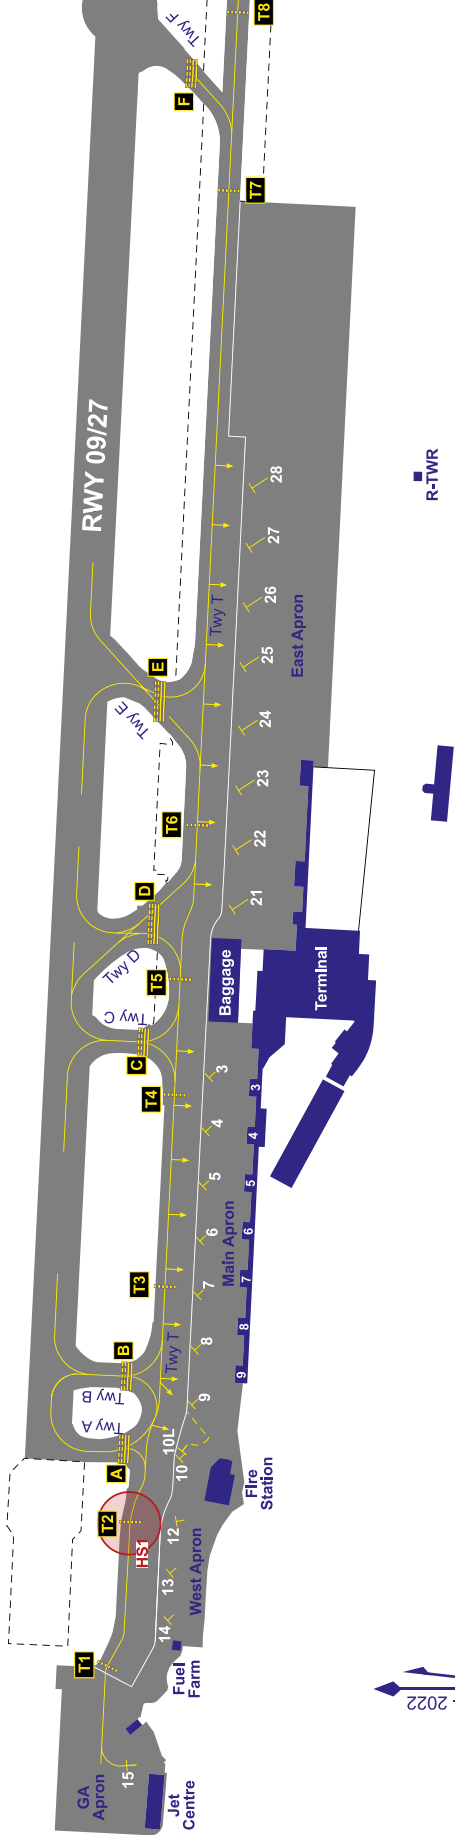 Twy F
T8
F
T7
RWY 09/27
28
R-TWR
27
26
Twy T
East Apron
25
E
Twy E
24
23
T6
22
D
21
Twy D
T5
Baggage
Terminal
Twy C
C
T4
3
3
4
4
5
5
6
6
Main Apron
T3
7
7
8
8
B
Twy T
9
9
Twy B
Twy A
A
10L
10
Fire
Station
T2
HS1
12
West Apron
13
14
T1
Fuel
Farm
2022
GA
Apron
15
Jet
Centre